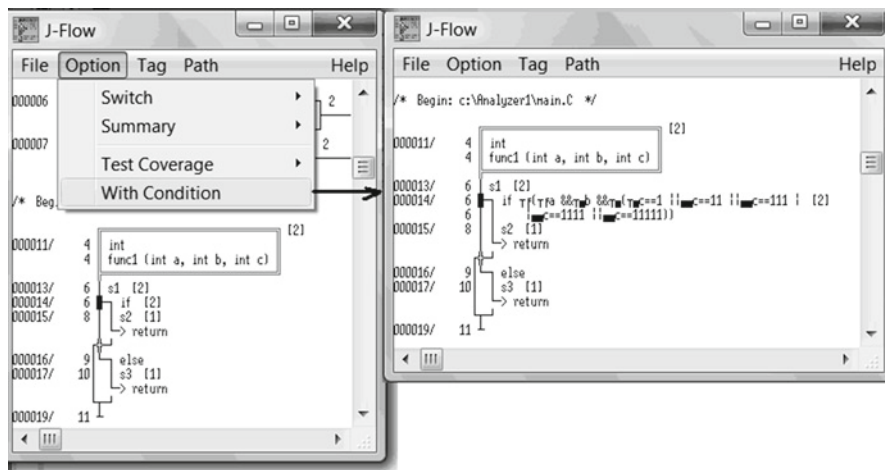 J-Flow
File Option Tag Path Help
000006
Switch
2
Summary
000007
2
Test Coverage
With Condition
/* Beg
[2]
000011/ 4 int
4 func1 (int a, int b, int c)
000013/ 6 s1 [2]
000014/ 6 if [2]
000015/ 8 s2 [1]
return
000016/ 9 else
000017/ 10 s3 [1]
return
000019/ 11
J-Flow
File Option Tag Path Help
/* Begin: c:\Analyzer1\main.C */
[2]
000011/ 4 int
4 func1 (int a, int b, int c)
000013/ 6 s1 [2]
000014/ 6 if ( a && b && ( c==1 || c==11 || c==111 | [2]
6 | c==1111 || c==11111))
000015/ 8 s2 [1]
return
000016/ 9 else
000017/ 10 s3 [1]
return
000019/ 11